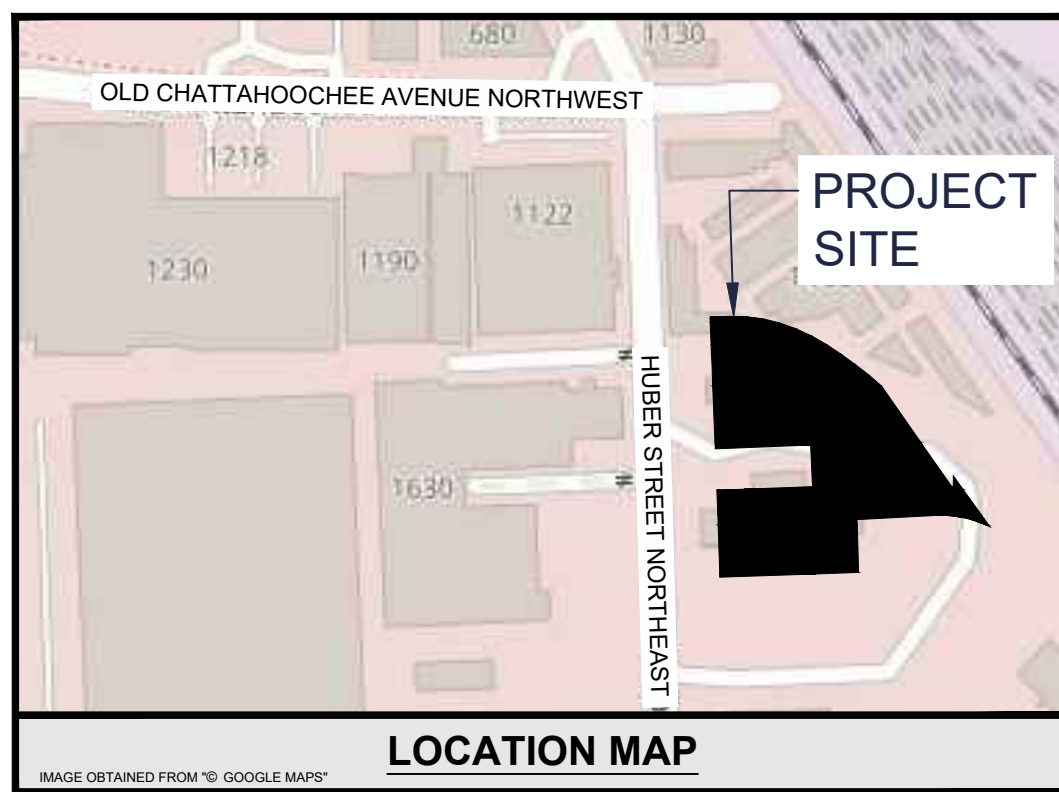 680
1130
OLD CHATTAHOOCHEE AVENUE NORTHWEST
1218
PROJECT
SITE
1122
1230
1190
HUBER STREET NORTHEAST
1630
LOCATION MAP
IMAGE OBTAINED FROM "© GOOGLE MAPS"